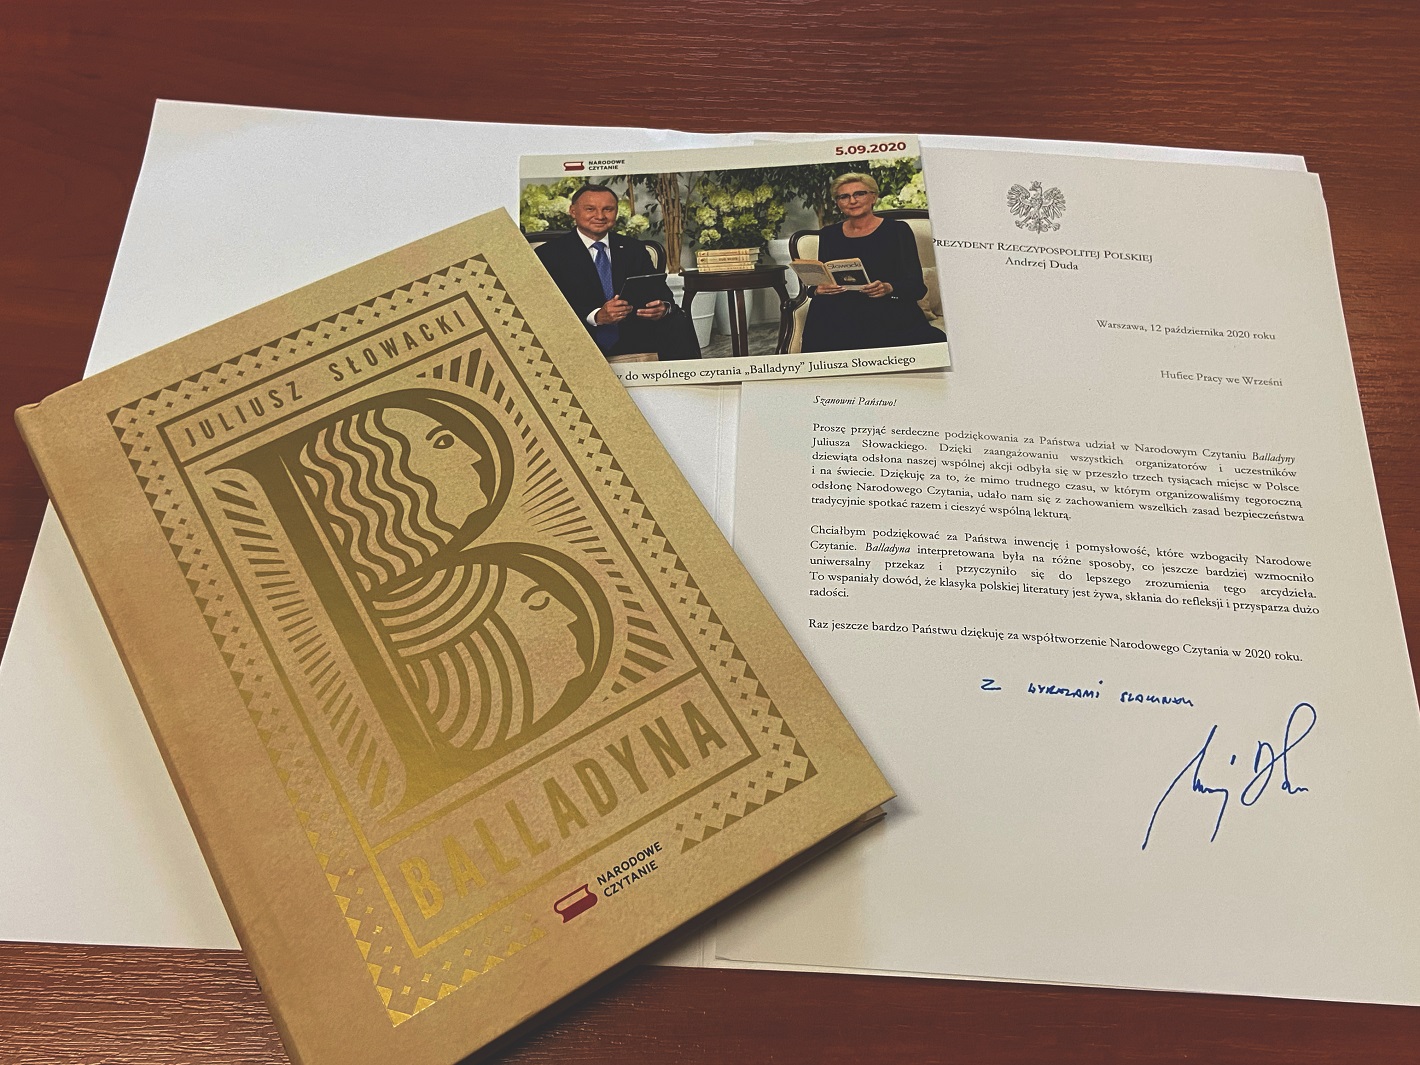 NARODOWE
CZYTANIE
5.09.2020
do wspólnego czytania „Balladyny” Juliusza Słowackiego
PREZYDENT RZECZYPOSPOLITEJ POLSKIEJ
Andrzej Duda
Warszawa, 12 października 2020 roku
Hufiec Pracy we Wrześni
Szanowni Państwo!
Proszę przyjąć serdeczne podziękowania za Państwa udział w Narodowym Czytaniu Balladyny
Juliusza Słowackiego. Dzięki zaangażowaniu wszystkich organizatorów i uczestników
dziewiąta odsłona naszej wspólnej akcji odbyła się w przeszło trzech tysiącach miejsc w Polsce
i na świecie. Dziękuję za to, że mimo trudnego czasu, w którym organizowaliśmy tegoroczną
odsłonę Narodowego Czytania, udało nam się z zachowaniem wszelkich zasad bezpieczeństwa
tradycyjnie spotkać razem i cieszyć wspólną lekturą.
Chciałbym podziękować za Państwa inwencję i pomysłowość, które wzbogaciły Narodowe
Czytanie. Balladyna interpretowana była na różne sposoby, co jeszcze bardziej wzmocniło
uniwersalny przekaz i przyczyniło się do lepszego zrozumienia tego arcydzieła.
To wspaniały dowód, że klasyka polskiej literatury jest żywa, skłania do refleksji i przysparza dużo
radości.
Raz jeszcze bardzo Państwu dziękuję za współtworzenie Narodowego Czytania w 2020 roku.
Z WYRAZAMI SZACUNKU
JULIUSZ SŁOWACKI
B
BALLADYNA
NARODOWE
CZYTANIE